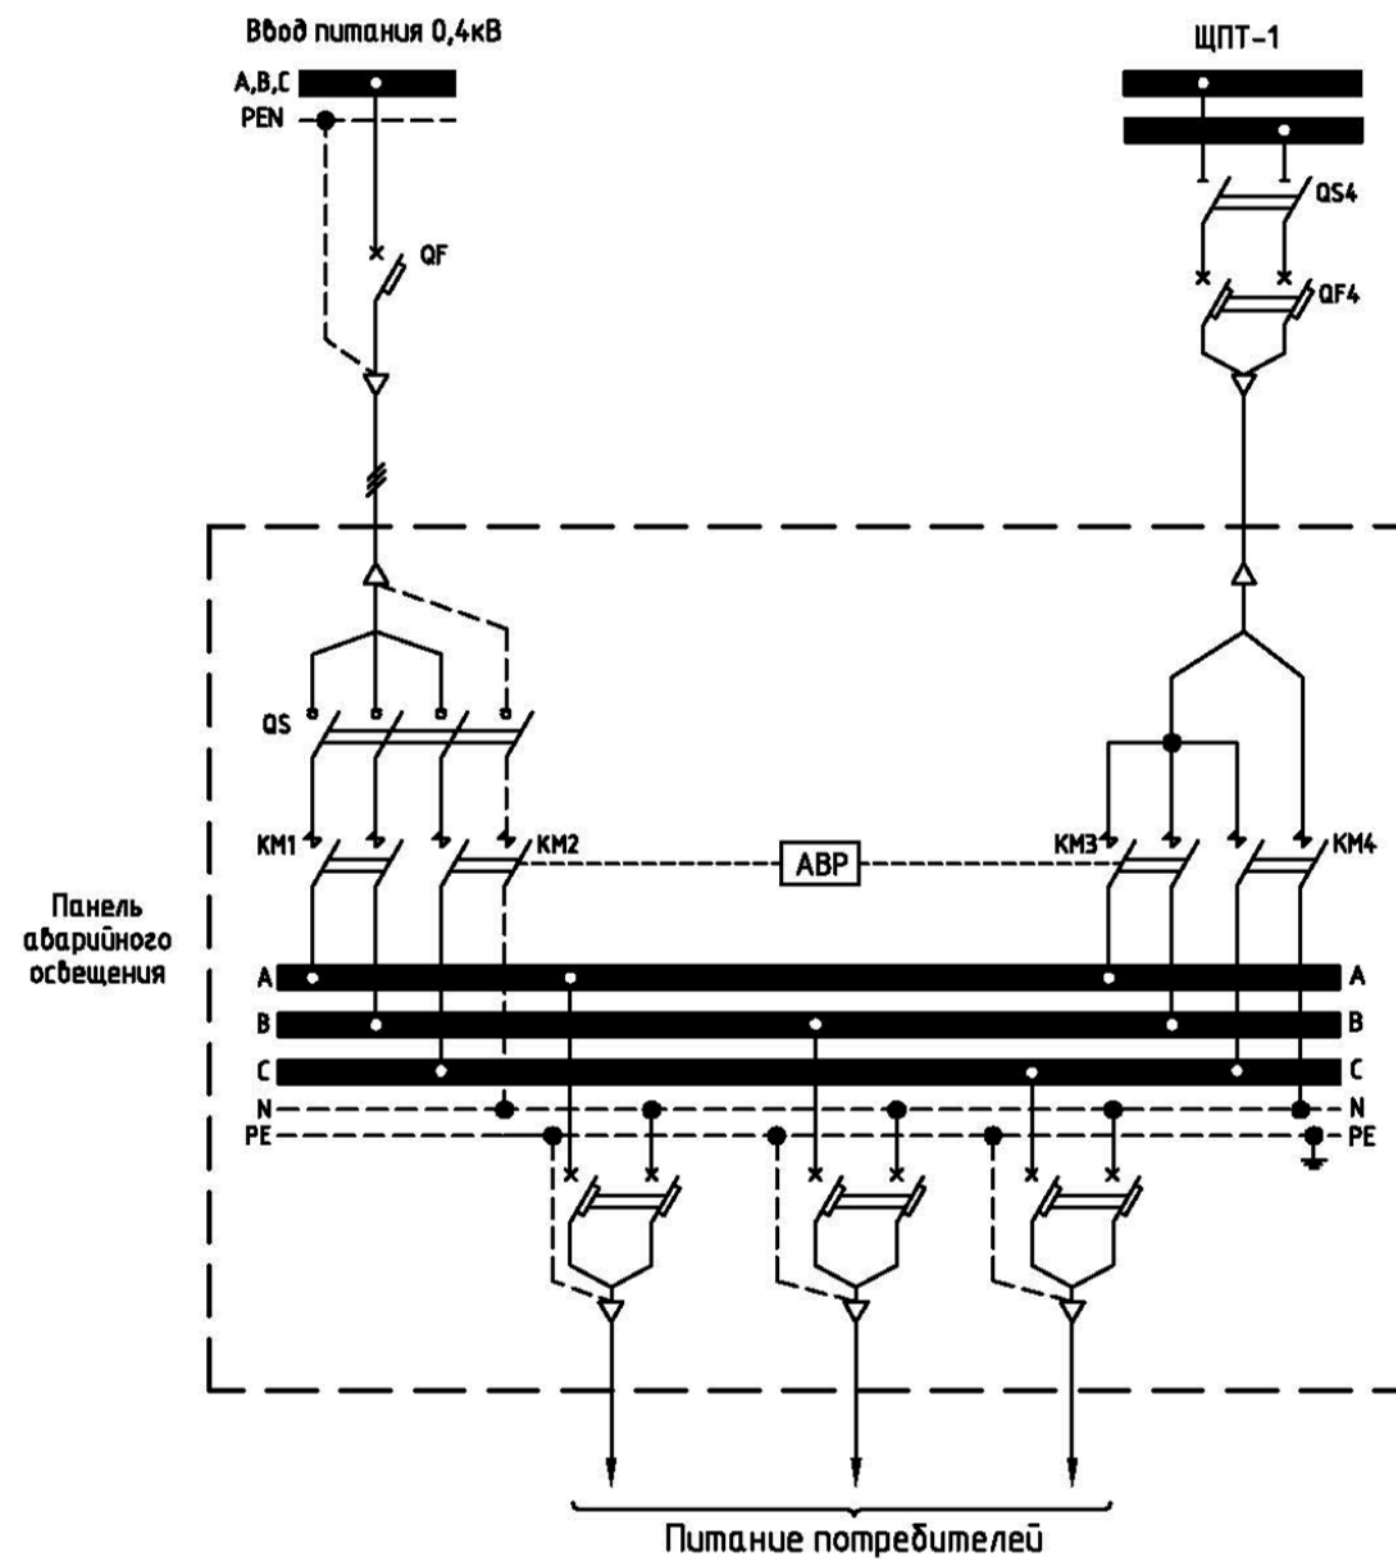 Ввод питания 0,4кВ
ЩПТ-1
A,B,C
PEN
QS4
QF
QF4
QS
KM1
KM2
АВР
KM3
KM4
Панель
аварийного
освещения
A
A
B
B
C
C
N
N
PE
PE
Питание потребителей